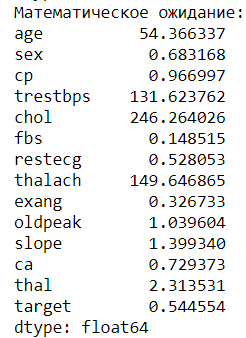 Математическое ожидание:
age 54.366337
sex 0.683168
cp 0.966997
trestbps 131.623762
chol 246.264026
fbs 0.148515
restecg 0.528053
thalach 149.646865
exang 0.326733
oldpeak 1.039604
slope 1.399340
ca 0.729373
thal 2.313531
target 0.544554
dtype: float64